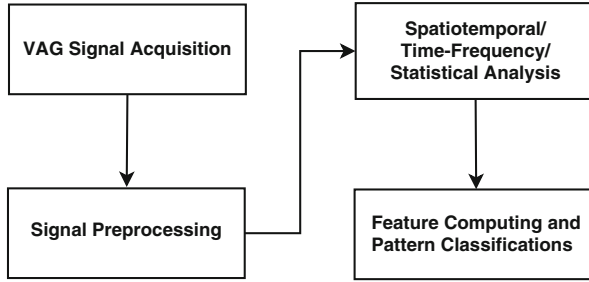 VAG Signal Acquisition
Signal Preprocessing
Spatiotemporal/
Time-Frequency/
Statistical Analysis
Feature Computing and
Pattern Classifications